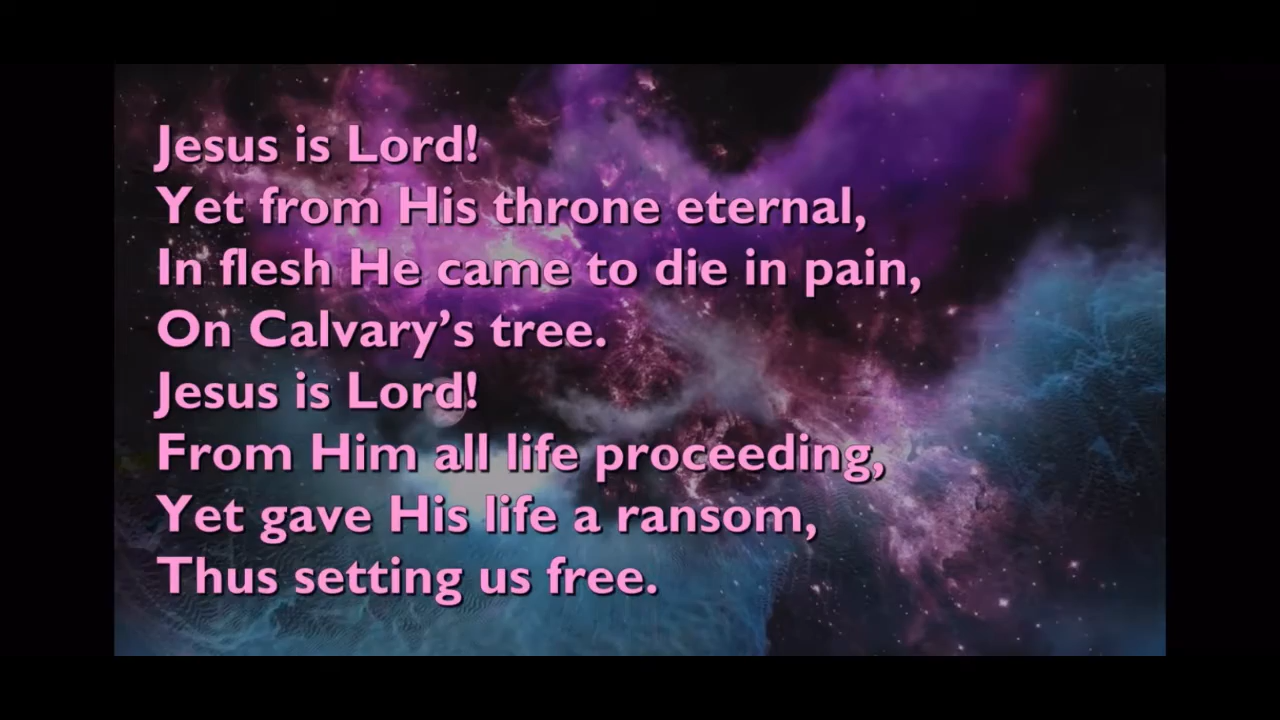 Jesus is Lord!
Yet from His throne eternal,
In flesh He came to die in pain,
On Calvary’s tree.
Jesus is Lord!
From Him all life proceeding,
Yet gave His life a ransom,
Thus setting us free.